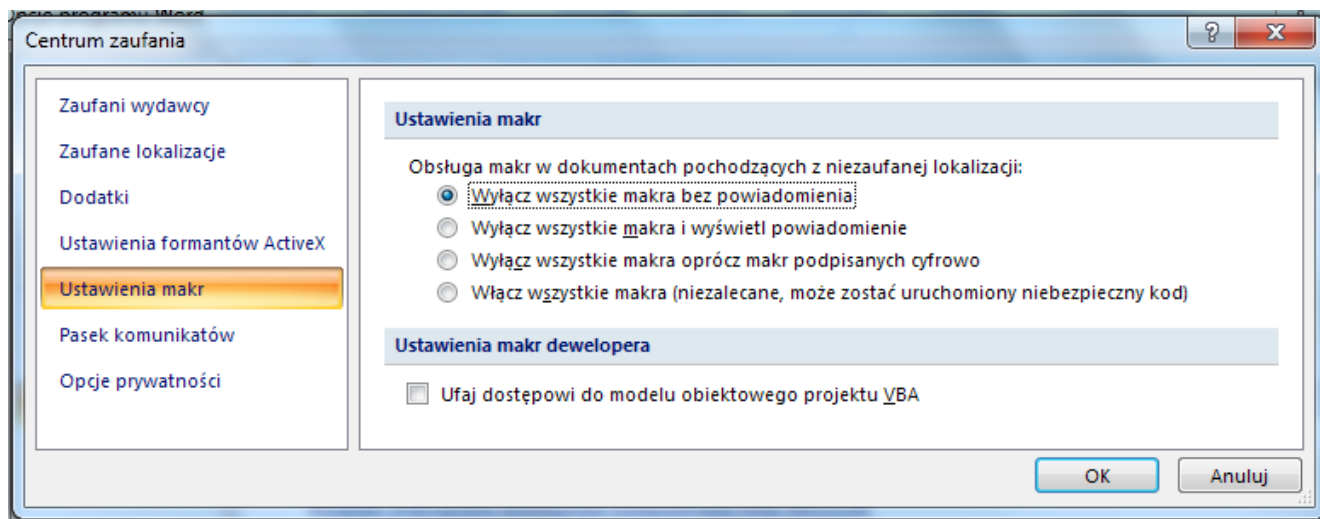 Opcje programu Word
Centrum zaufania
Zaufani wydawcy
Zaufane lokalizacje
Dodatki
Ustawienia formantów ActiveX
Ustawienia makr
Pasek komunikatów
Opcje prywatności
Ustawienia makr
Obsługa makr w dokumentach pochodzących z niezaufanej lokalizacji:
Wyłącz wszystkie makra bez powiadomienia
Wyłącz wszystkie makra i wyświetl powiadomienie
Wyłącz wszystkie makra oprócz makr podpisanych cyfrowo
Włącz wszystkie makra (niezalecane, może zostać uruchomiony niebezpieczny kod)
Ustawienia makr dewelopera
Ufaj dostępowi do modelu obiektowego projektu VBA
OK
Anuluj